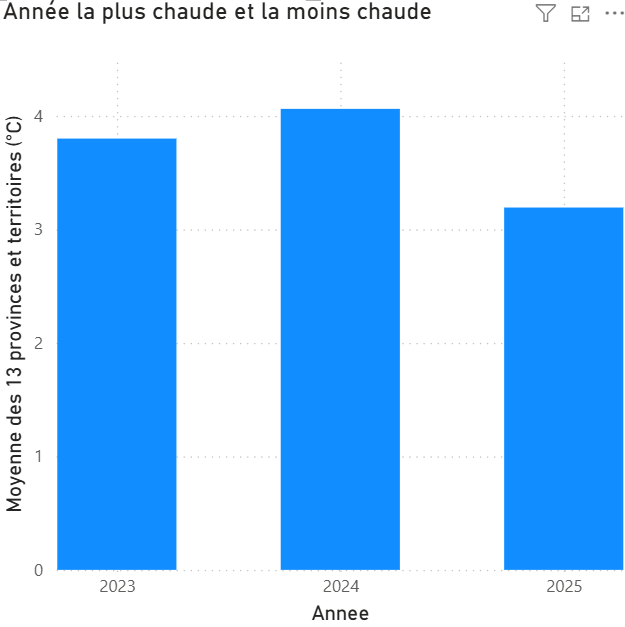 Année la plus chaude et la moins chaude
Moyenne des 13 provinces et territoires (°C)
4
3
2
1
0
2023 2024 2025
Annee